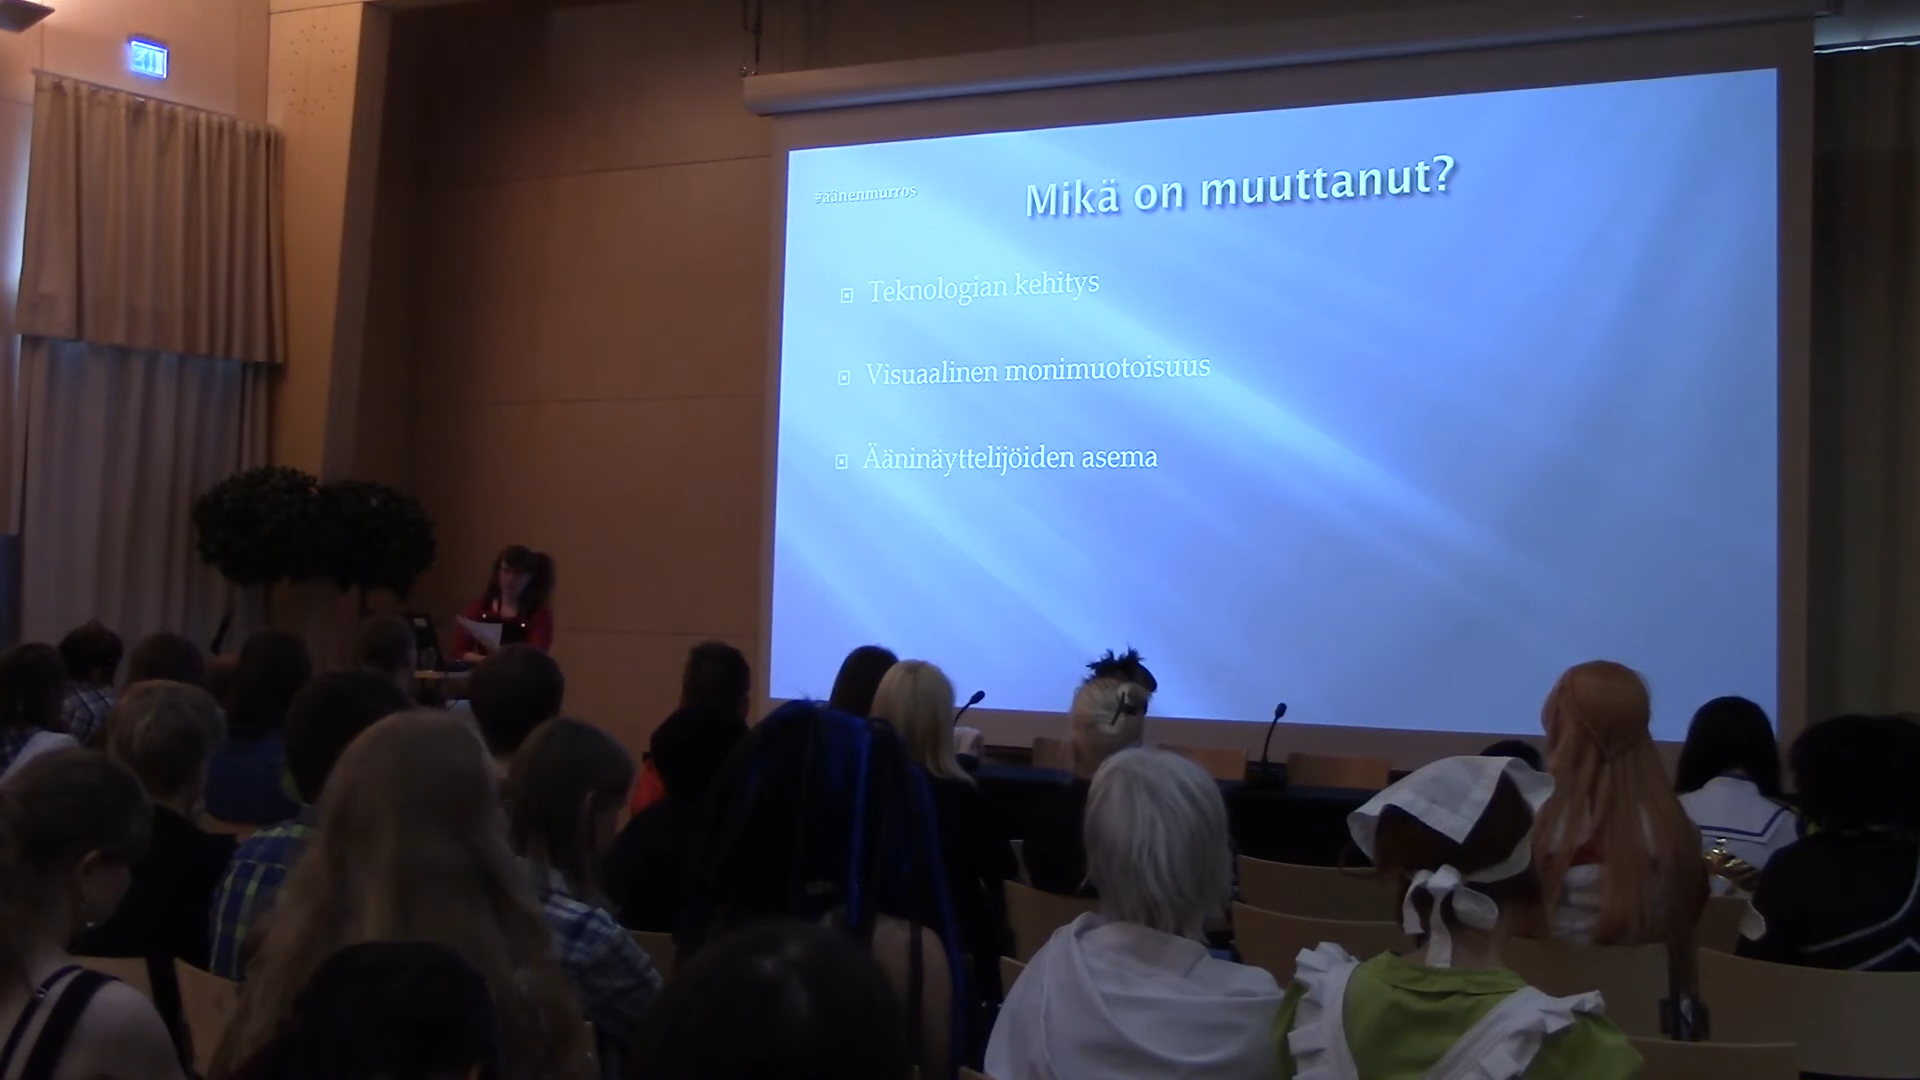 #äänenmurros
Mikä on muuttanut?
Teknologian kehitys
Visuaalinen monimuotoisuus
Ääninäyttelijöiden asema